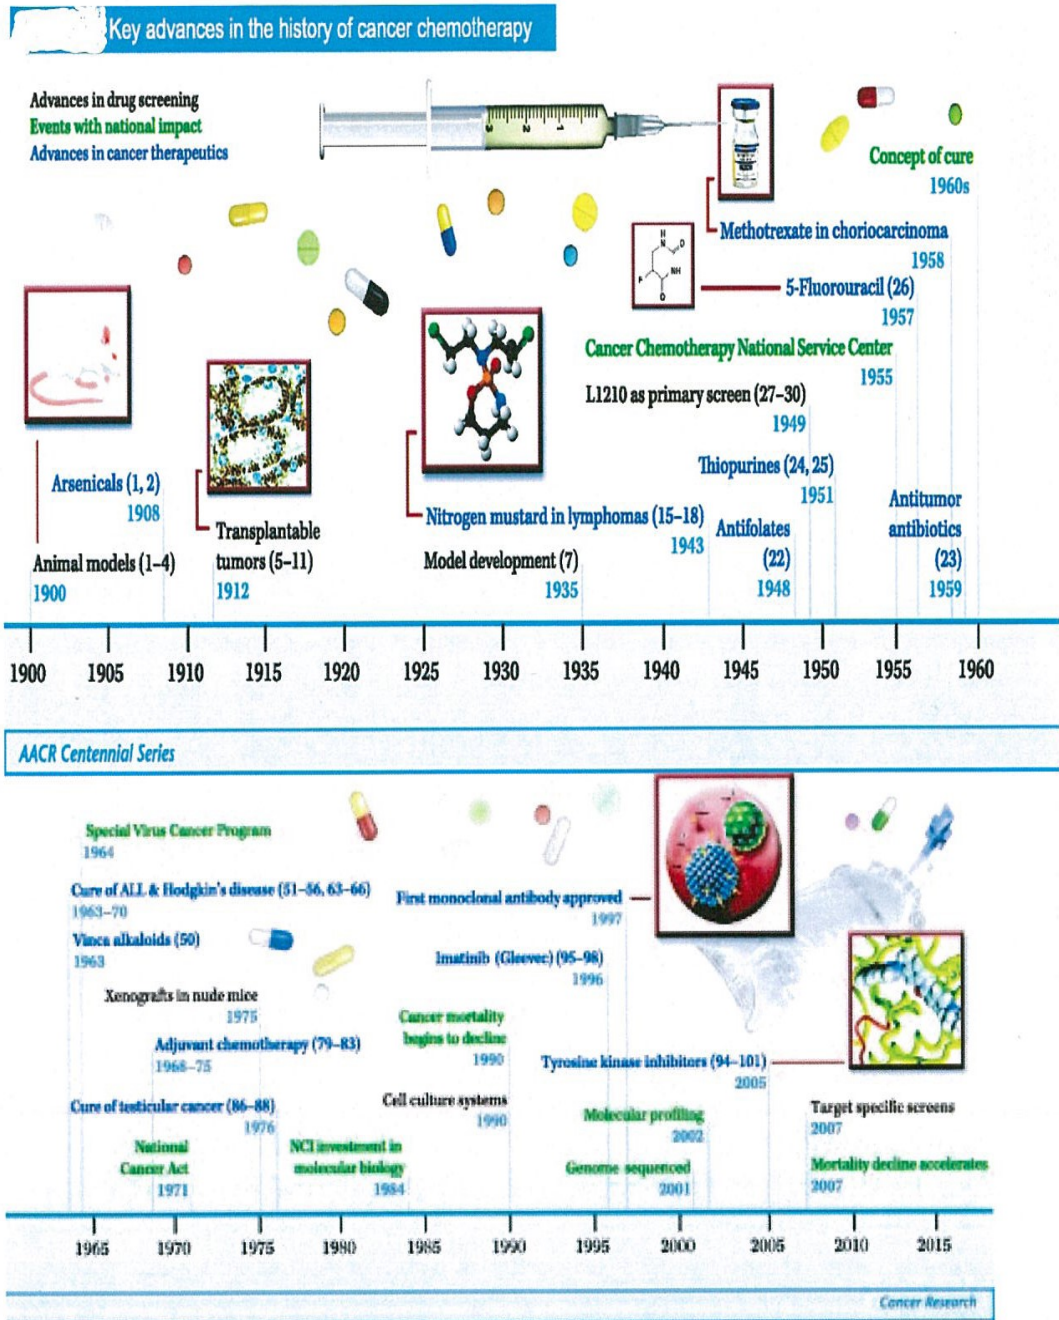 Key advances in the history of cancer chemotherapy
Advances in drug screening
Events with national impact
Advances in cancer therapeutics
Concept of cure
1960s
Methotrexate in choriocarcinoma
1958
5-Fluorouracil (26)
1957
H
N
O
F
NH
O
Cancer Chemotherapy National Service Center
1955
L1210 as primary screen (27–30)
1949
Thiopurines (24, 25)
1951
Arsenicals (1, 2)
1908
Animal models (1–4)
1900
Transplantable
tumors (5–11)
1912
Nitrogen mustard in lymphomas (15–18)
1943
Model development (7)
1935
Antifolates
(22)
1948
Antitumor
antibiotics
(23)
1959
3 2 1
1900 1905 1910 1915 1920 1925 1930 1935 1940 1945 1950 1955 1960
AACR Centennial Series
Special Virus Cancer Program
1964
Cure of ALL & Hodgkin's disease (51–56, 63–66)
1963–70
Vinca alkaloids (50)
1963
Xenografts in nude mice
1975
Adjuvant chemotherapy (79–83)
1968–75
Cure of testicular cancer (86–88)
1976
National
Cancer Act
1971
NCI investment in
molecular biology
1984
First monoclonal antibody approved
1997
Imatinib (Gleevec) (95–98)
1996
Cancer mortality
begins to decline
1990
Cell culture systems
1990
Tyrosine kinase inhibitors (94–101)
2005
Molecular profiling
2002
Genome sequenced
2001
Target specific screens
2007
Mortality decline accelerates
2007
1965 1970 1975 1980 1985 1990 1995 2000 2005 2010 2015
Cancer Research